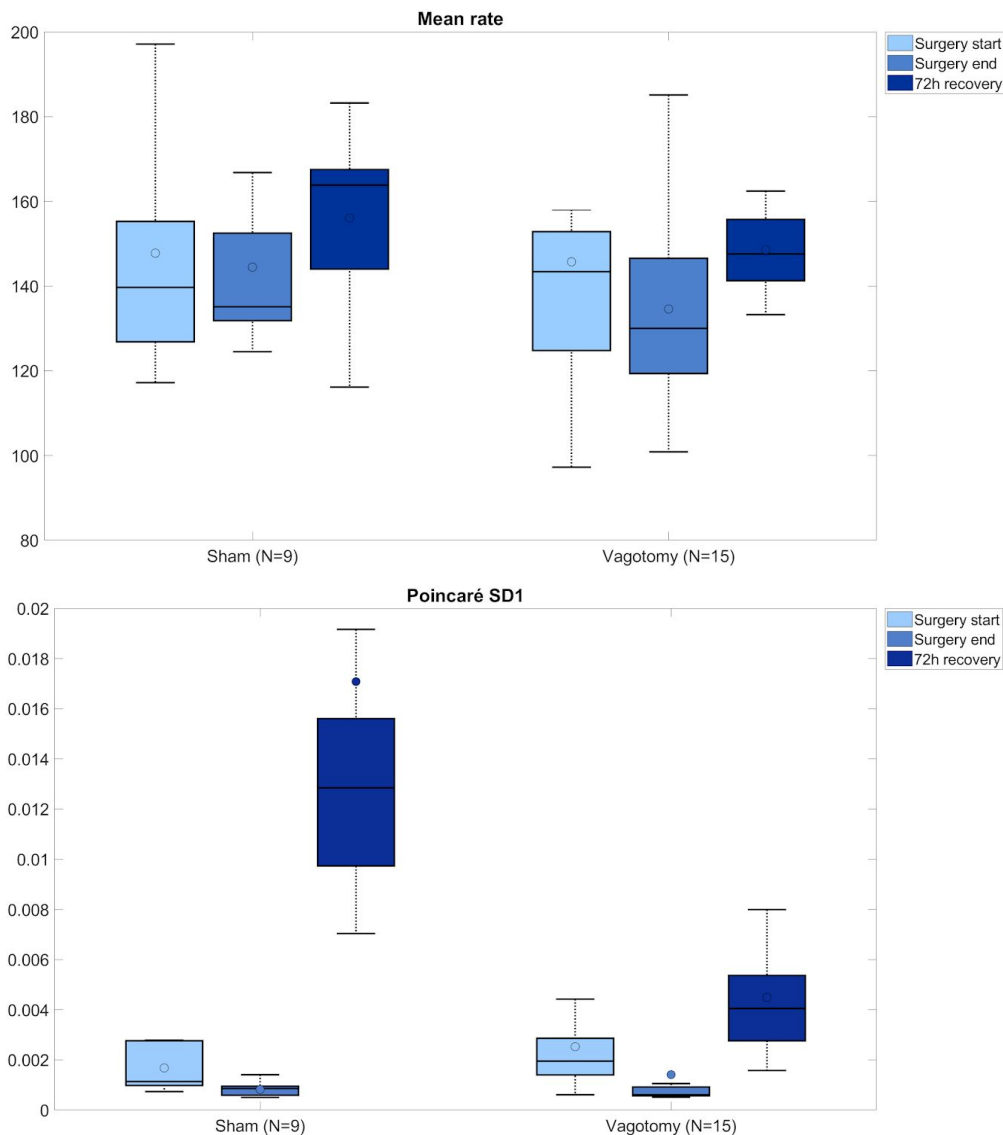 Mean rate
200
180
160
140
120
100
80
Sham (N=9)
Vagotomy (N=15)
Surgery start
Surgery end
72h recovery
Poincaré SD1
0.02
0.018
0.016
0.014
0.012
0.01
0.008
0.006
0.004
0.002
0
Sham (N=9)
Vagotomy (N=15)
Surgery start
Surgery end
72h recovery